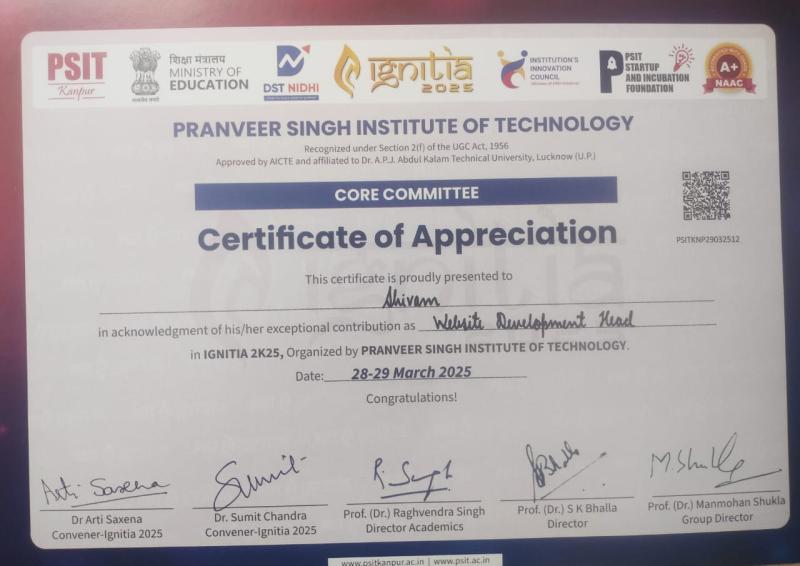 PSIT
Kanpur
शिक्षा मंत्रालय
MINISTRY OF
EDUCATION
DST NIDHI
ignitia
2025
INSTITUTION'S
INNOVATION
COUNCIL
PSIT
STARTUP
AND INCUBATION
FOUNDATION
A+
NAAC
PRANVEER SINGH INSTITUTE OF TECHNOLOGY
Recognized under Section 2(f) of the UGC Act, 1956
Approved by AICTE and affiliated to Dr. A.P.J. Abdul Kalam Technical University, Lucknow (U.P.)
CORE COMMITTEE
Certificate of Appreciation
PSITKNP29032512
This certificate is proudly presented to
Shivam
in acknowledgment of his/her exceptional contribution as Website Development Head
in IGNITIA 2K25, Organized by PRANVEER SINGH INSTITUTE OF TECHNOLOGY.
Date: 28-29 March 2025
Congratulations!
Arti Saxena Sumit R. Singh SBhalla M. Shukla
Dr Arti Saxena
Convener-Ignitia 2025
Dr. Sumit Chandra
Convener-Ignitia 2025
Prof. (Dr.) Raghvendra Singh
Director Academics
Prof. (Dr.) S K Bhalla
Director
Prof. (Dr.) Manmohan Shukla
Group Director
www.psitkanpur.ac.in | www.psit.ac.in